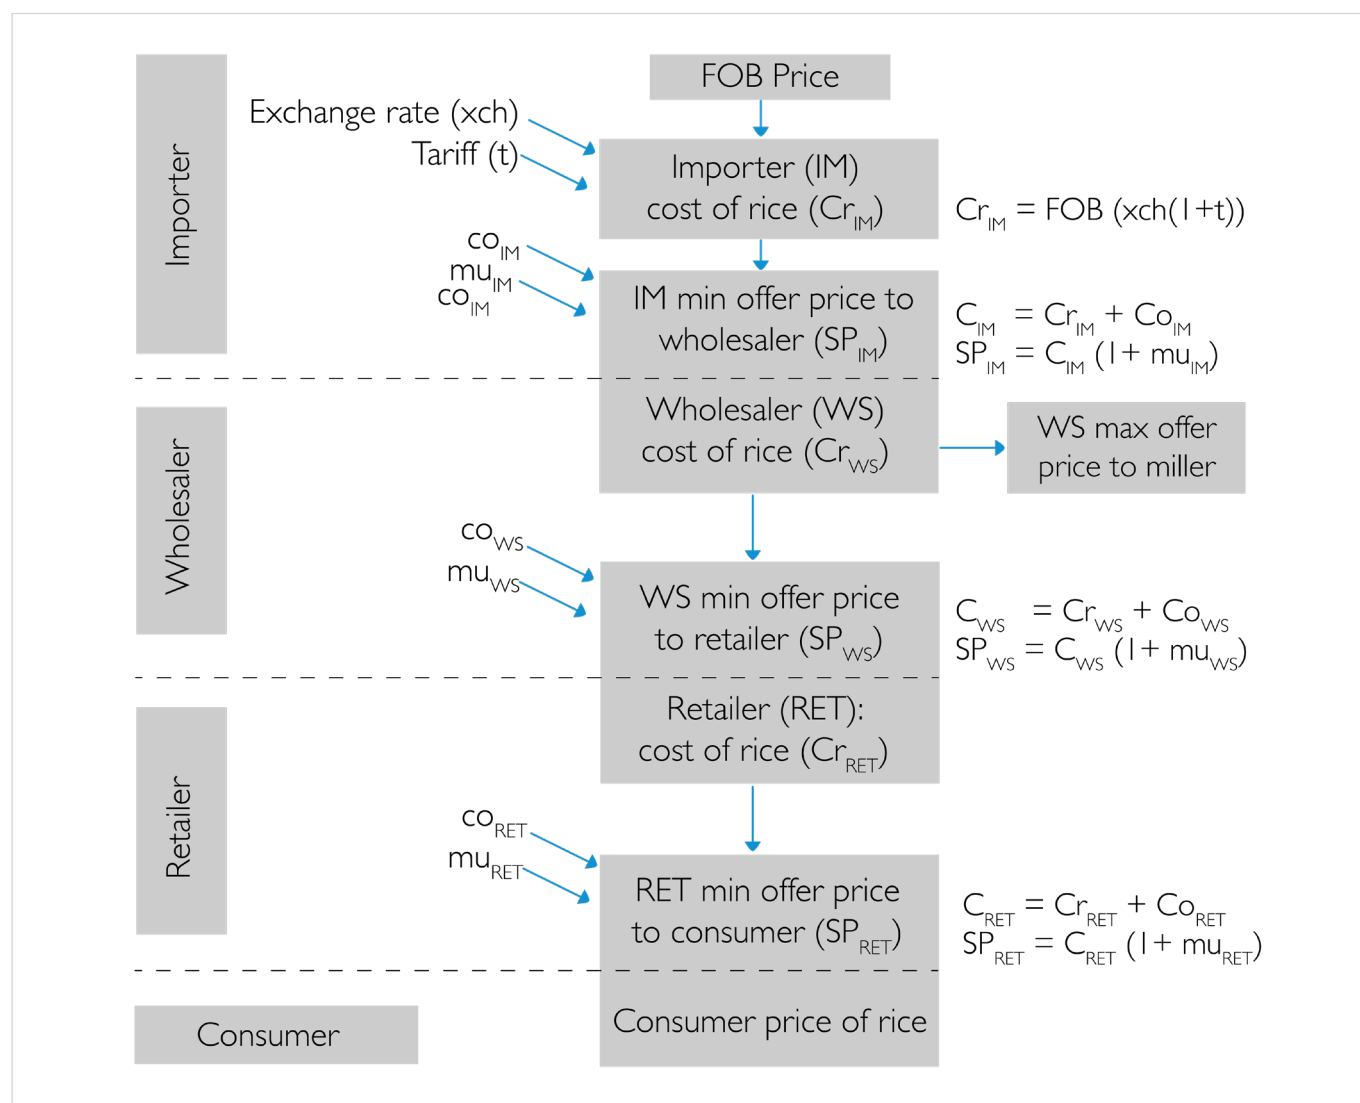 FOB Price
Importer
Exchange rate (xch)
Tariff (t)
Importer (IM)
cost of rice (Cr_IM)
Cr_IM = FOB (xch(1+t))
co_IM
mu_IM
co_IM
IM min offer price to
wholesaler (SP_IM)
C_IM = Cr_IM + Co_IM
SP_IM = C_IM (1+ mu_IM)
Wholesaler
Wholesaler (WS)
cost of rice (Cr_WS)
WS max offer
price to miller
co_WS
mu_WS
WS min offer price
to retailer (SP_WS)
C_WS = Cr_WS + Co_WS
SP_WS = C_WS (1+ mu_WS)
Retailer
Retailer (RET):
cost of rice (Cr_RET)
co_RET
mu_RET
RET min offer price
to consumer (SP_RET)
C_RET = Cr_RET + Co_RET
SP_RET = C_RET (1+ mu_RET)
Consumer
Consumer price of rice